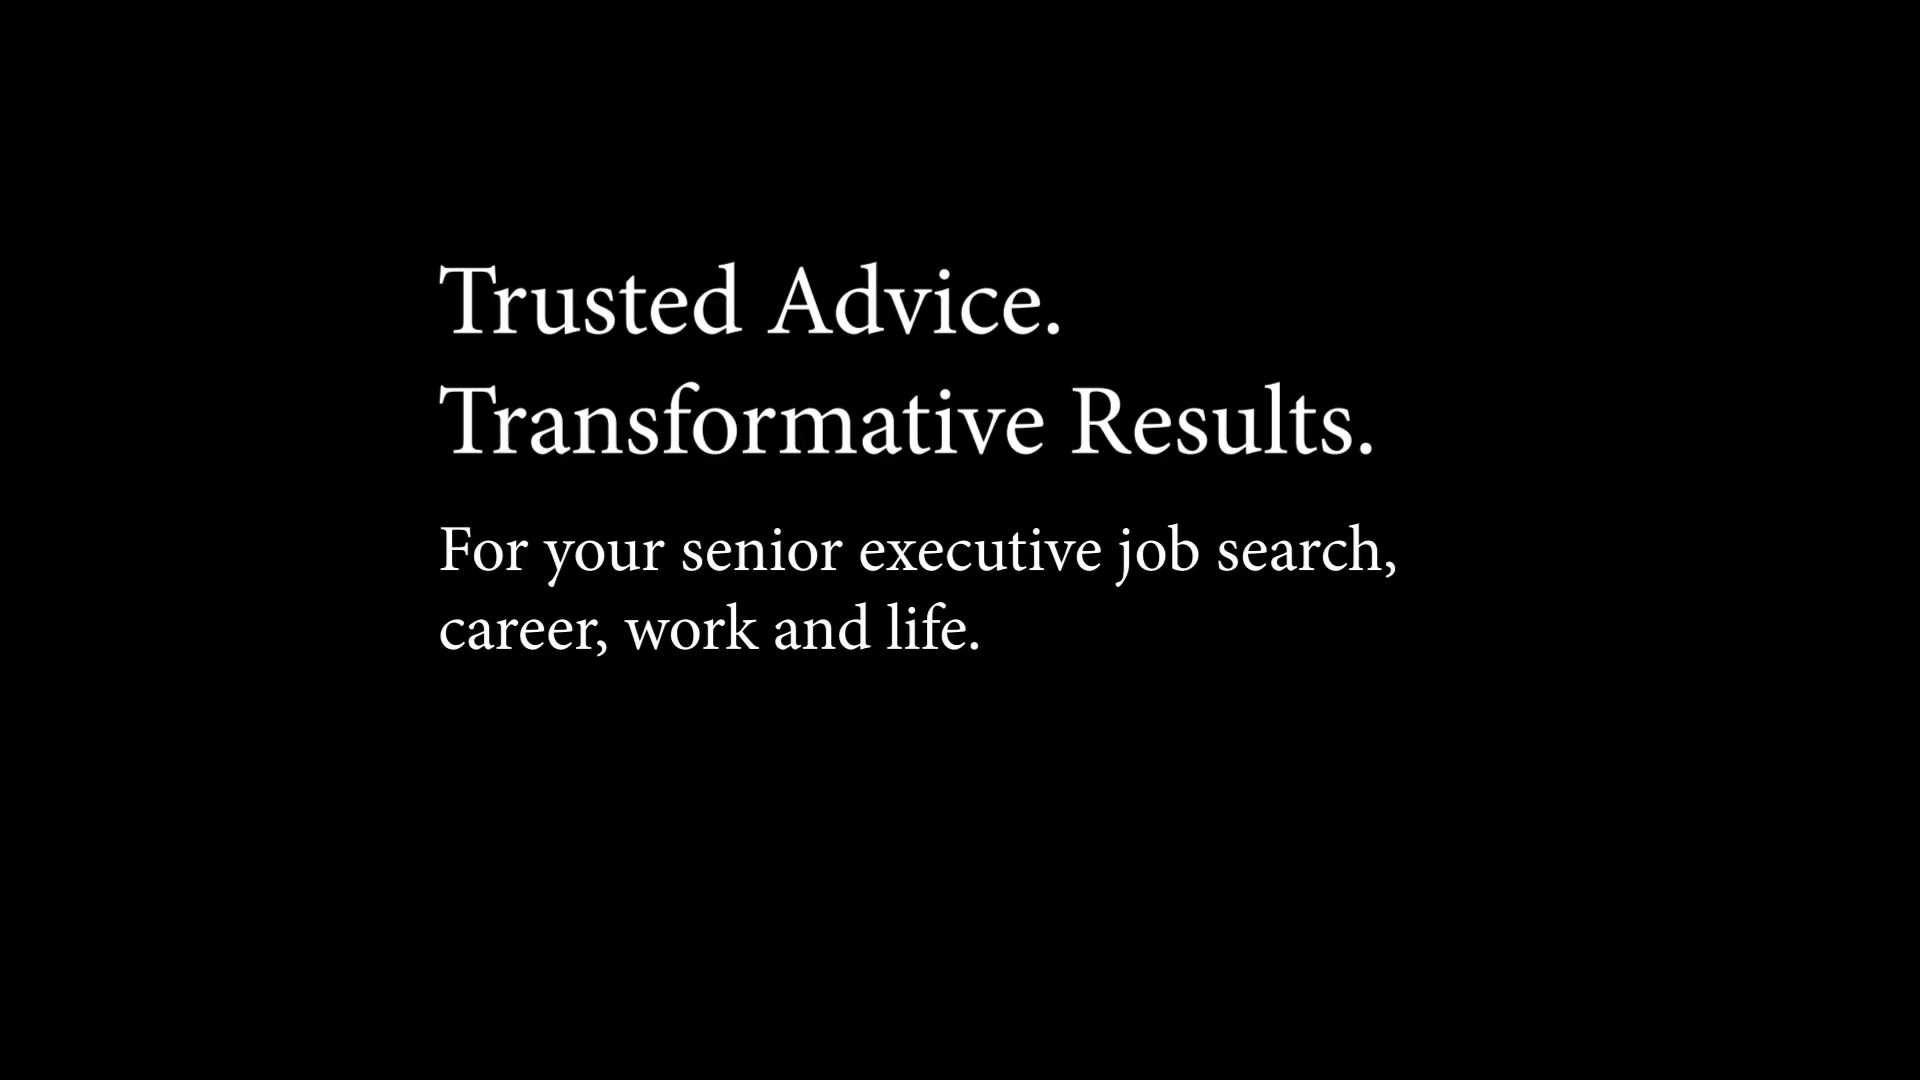 Trusted Advice.
Transformative Results.
For your senior executive job search,
career, work and life.